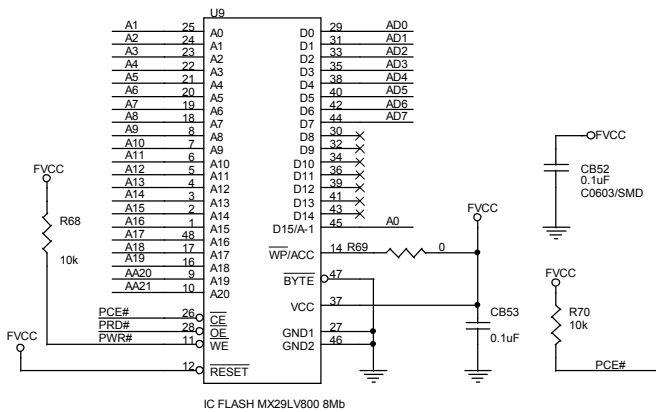 U9
A1 25 A0 D0 29 AD0
A2 24 A1 D1 31 AD1
A3 23 A2 D2 33 AD2
A4 22 A3 D3 35 AD3
A5 21 A4 D4 38 AD4
A6 20 A5 D5 40 AD5
A7 19 A6 D6 42 AD6
A8 18 A7 D7 44 AD7
A9 8 A8 D8 30
A10 7 A9 D9 32
A11 6 A10 D10 34
A12 5 A11 D11 36
A13 4 A12 D12 39
A14 3 A13 D13 41
A15 2 A14 D14 43
A16 1 A15 D15/A-1 45 A0
A17 48 A16
A18 17 A17 WP/ACC 14 R69 0
A19 16 A18
AA20 9 A19 BYTE 47
AA21 10 A20
VCC 37
PCE# 26 CE
PRD# 28 OE GND1 27
PWR# 11 WE GND2 46
FVCC 12 RESET
FVCC
R68
10k
FVCC
CB53
0.1uF
FVCC
CB52
0.1uF
C0603/SMD
FVCC
R70
10k
PCE#
IC FLASH MX29LV800 8Mb